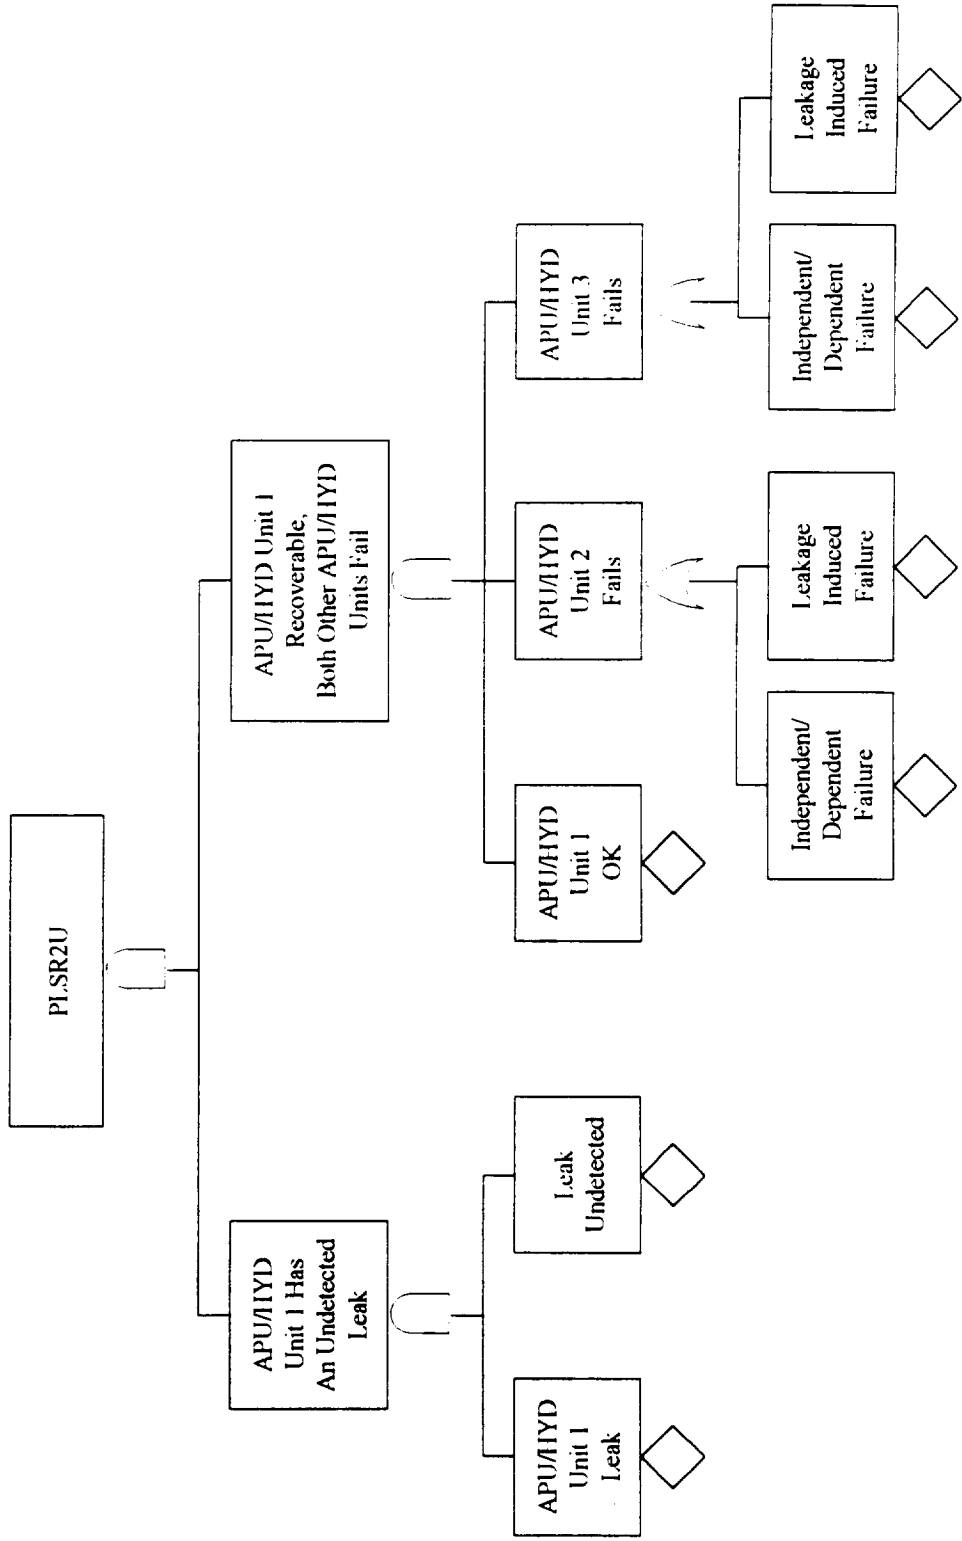 PLSR2U
APU/HYD
Unit 1 Has
An Undetected
Leak
APU/HYD Unit 1
Recoverable,
Both Other APU/HYD
Units Fail
APU/HYD
Unit 1
Leak
Leak
Undetected
APU/HYD
Unit 1
OK
APU/HYD
Unit 2
Fails
APU/HYD
Unit 3
Fails
Independent/
Dependent
Failure
Leakage
Induced
Failure
Independent/
Dependent
Failure
Leakage
Induced
Failure